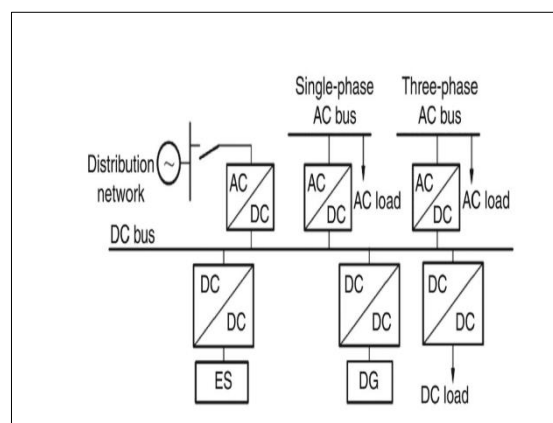 Single-phase
AC bus
Three-phase
AC bus
Distribution
network
~
AC
DC
AC
DC
AC load
AC
DC
AC load
DC bus
DC
DC
DC
DC
DC
DC
ES
DG
DC load